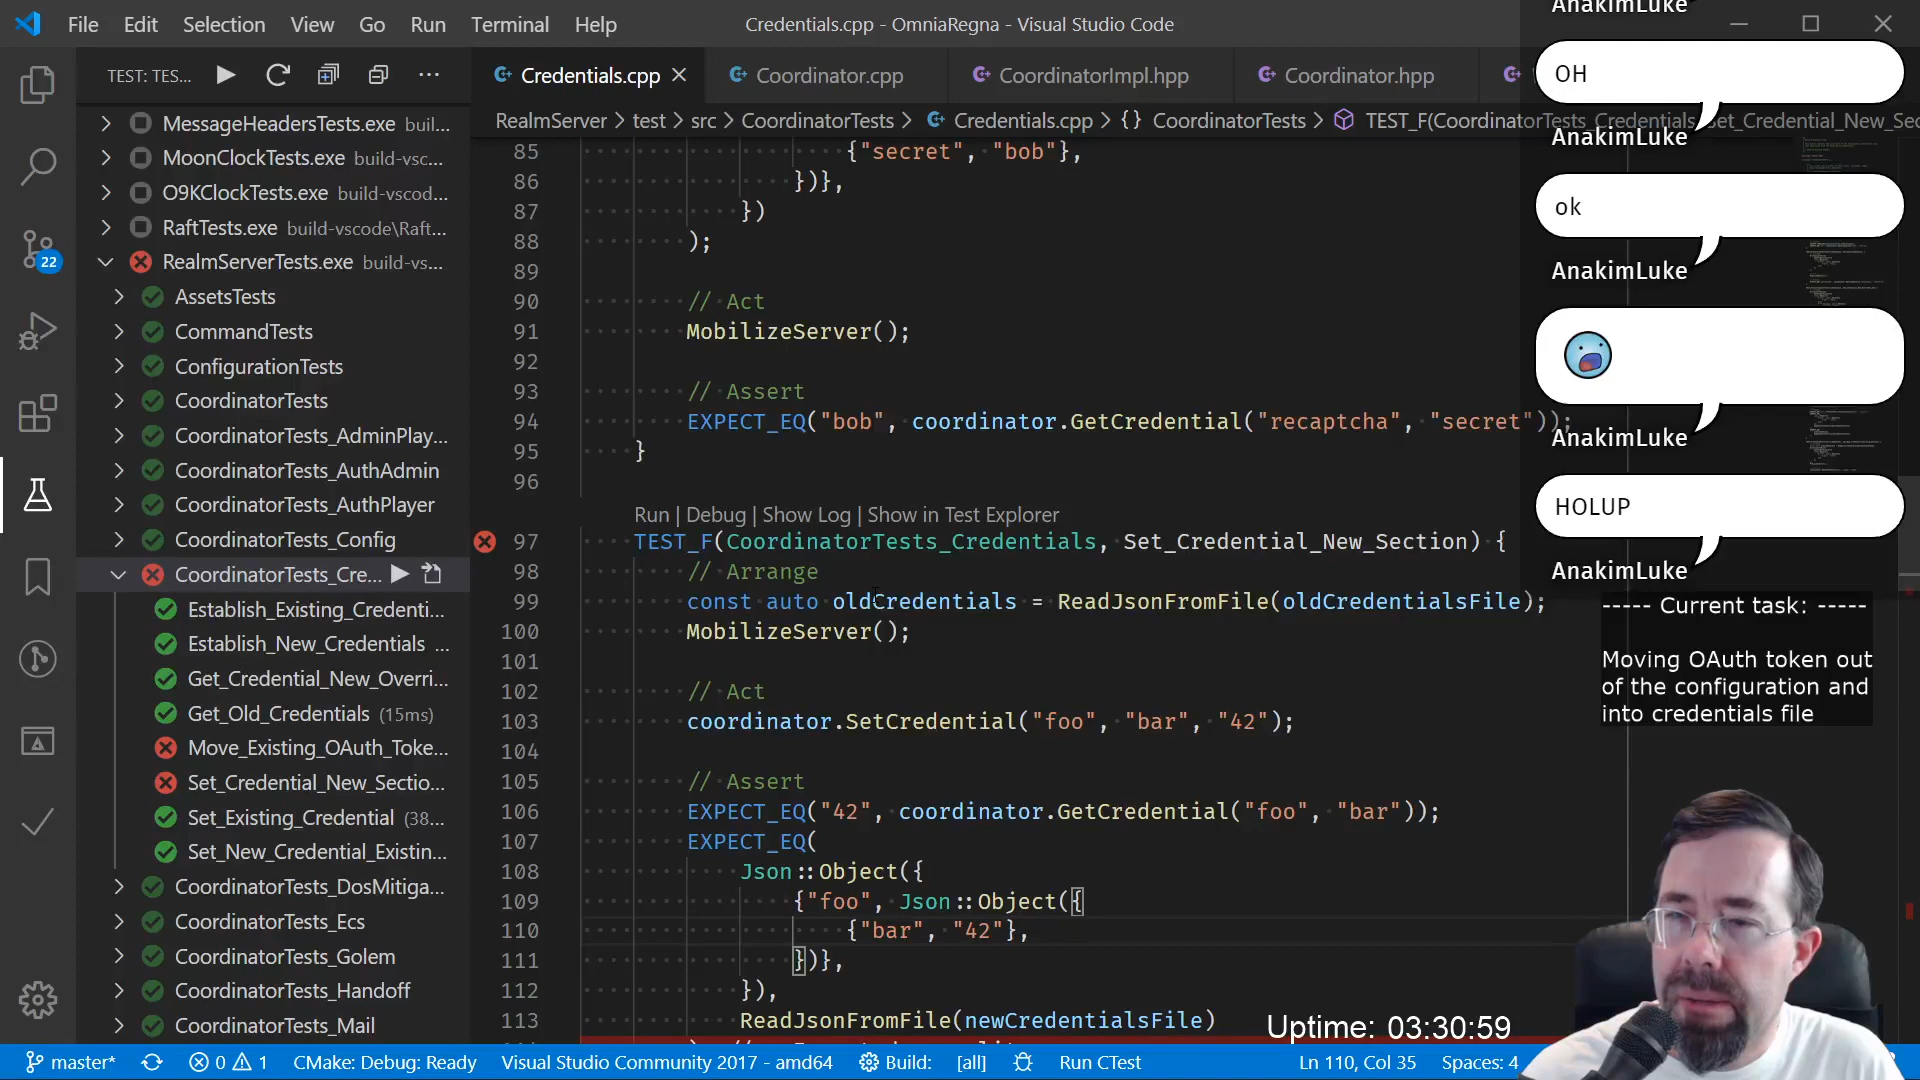 File Edit Selection View Go Run Terminal Help
Credentials.cpp - OmniaRegna - Visual Studio Code
TEST: TES...
Credentials.cpp
Coordinator.cpp
CoordinatorImpl.hpp
Coordinator.hpp
RealmServer > test > src > CoordinatorTests > Credentials.cpp > {} CoordinatorTests > TEST_F(CoordinatorTests_Credentials, Set_Credential_New_Sec
MessageHeadersTests.exe buil...
MoonClockTests.exe build-vsc...
O9KClockTests.exe build-vscod...
RaftTests.exe build-vscode\Raft...
RealmServerTests.exe build-vs...
AssetsTests
CommandTests
ConfigurationTests
CoordinatorTests
CoordinatorTests_AdminPlay...
CoordinatorTests_AuthAdmin
CoordinatorTests_AuthPlayer
CoordinatorTests_Config
CoordinatorTests_Cre...
Establish_Existing_Credenti...
Establish_New_Credentials ...
Get_Credential_New_Overri...
Get_Old_Credentials (15ms)
Move_Existing_OAuth_Toke...
Set_Credential_New_Sectio...
Set_Existing_Credential (38...
Set_New_Credential_Existin...
CoordinatorTests_DosMitiga...
CoordinatorTests_Ecs
CoordinatorTests_Golem
CoordinatorTests_Handoff
CoordinatorTests_Mail
22
85 {"secret", "bob"},
86 })},
87 })
88 );
89
90 // Act
91 MobilizeServer();
92
93 // Assert
94 EXPECT_EQ("bob", coordinator.GetCredential("recaptcha", "secret"));
95 }
96
Run | Debug | Show Log | Show in Test Explorer
97 TEST_F(CoordinatorTests_Credentials, Set_Credential_New_Section) {
98 // Arrange
99 const auto oldCredentials = ReadJsonFromFile(oldCredentialsFile);
100 MobilizeServer();
101
102 // Act
103 coordinator.SetCredential("foo", "bar", "42");
104
105 // Assert
106 EXPECT_EQ("42", coordinator.GetCredential("foo", "bar"));
107 EXPECT_EQ(
108 Json::Object({
109 {"foo", Json::Object({
110 {"bar", "42"},
111 })},
112 }),
113 ReadJsonFromFile(newCredentialsFile)
AnakimLuke
OH
AnakimLuke
ok
AnakimLuke
AnakimLuke
HOLUP
AnakimLuke
----- Current task: -----
Moving OAuth token out
of the configuration and
into credentials file
Uptime: 03:30:59
master* 0 1 CMake: Debug: Ready Visual Studio Community 2017 - amd64 Build: [all] Run CTest Ln 110, Col 35 Spaces: 4